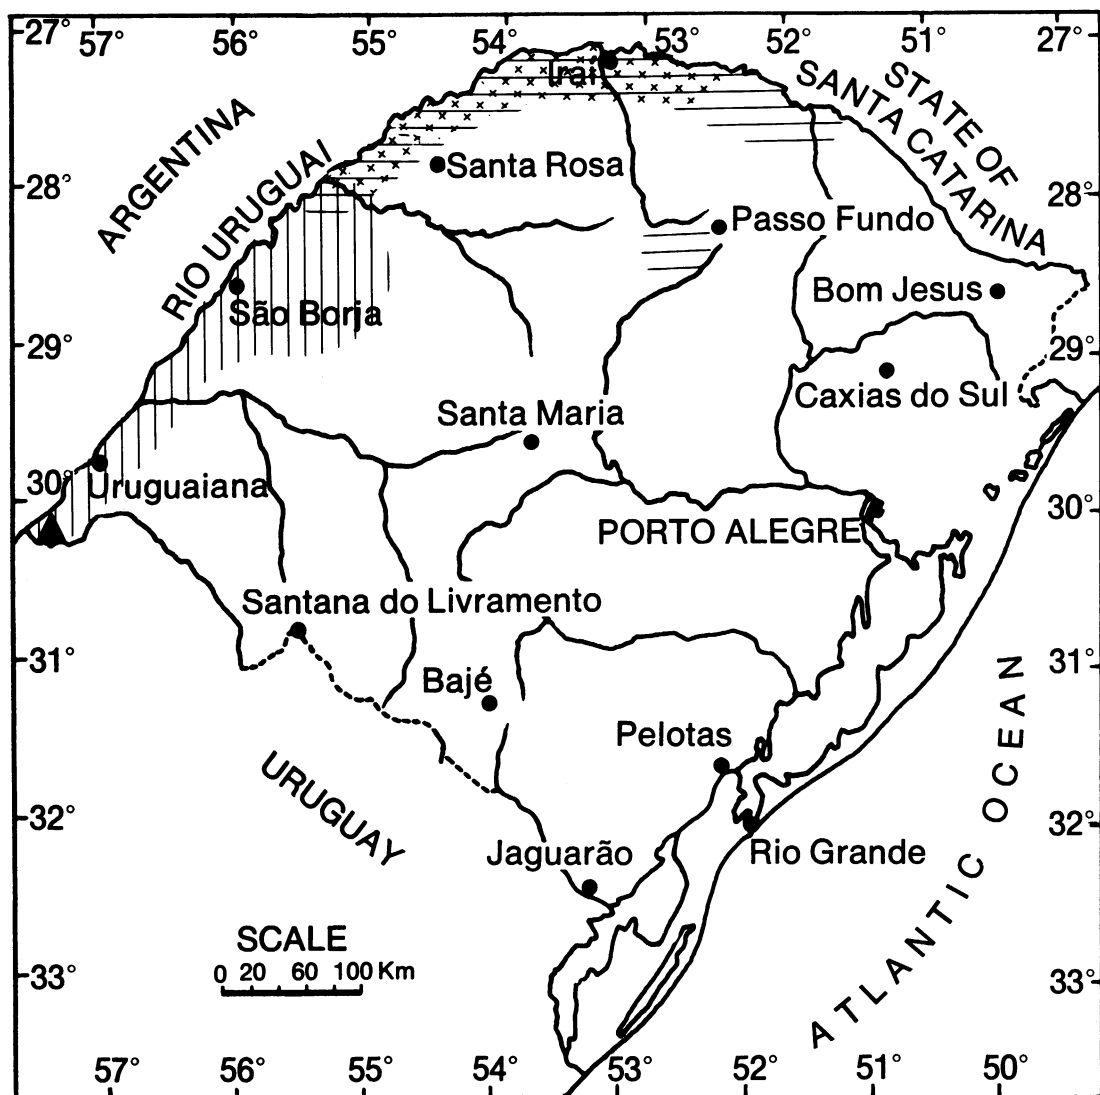 27°
57°
56°
55°
54°
53°
52°
51°
27°
Iraí
SANTA CATARINA
STATE OF
ARGENTINA
RIO URUGUAI
Santa Rosa
28°
28°
Passo Fundo
Bom Jesus
São Borja
29°
29°
Caxias do Sul
Santa Maria
30°
Uruguaiana
30°
PORTO ALEGRE
Santana do Livramento
31°
31°
Bajé
Pelotas
URUGUAY
32°
32°
Jaguarão
Rio Grande
ATLANTIC OCEAN
SCALE
0 20 60 100 Km
33°
33°
57°
56°
55°
54°
53°
52°
51°
50°